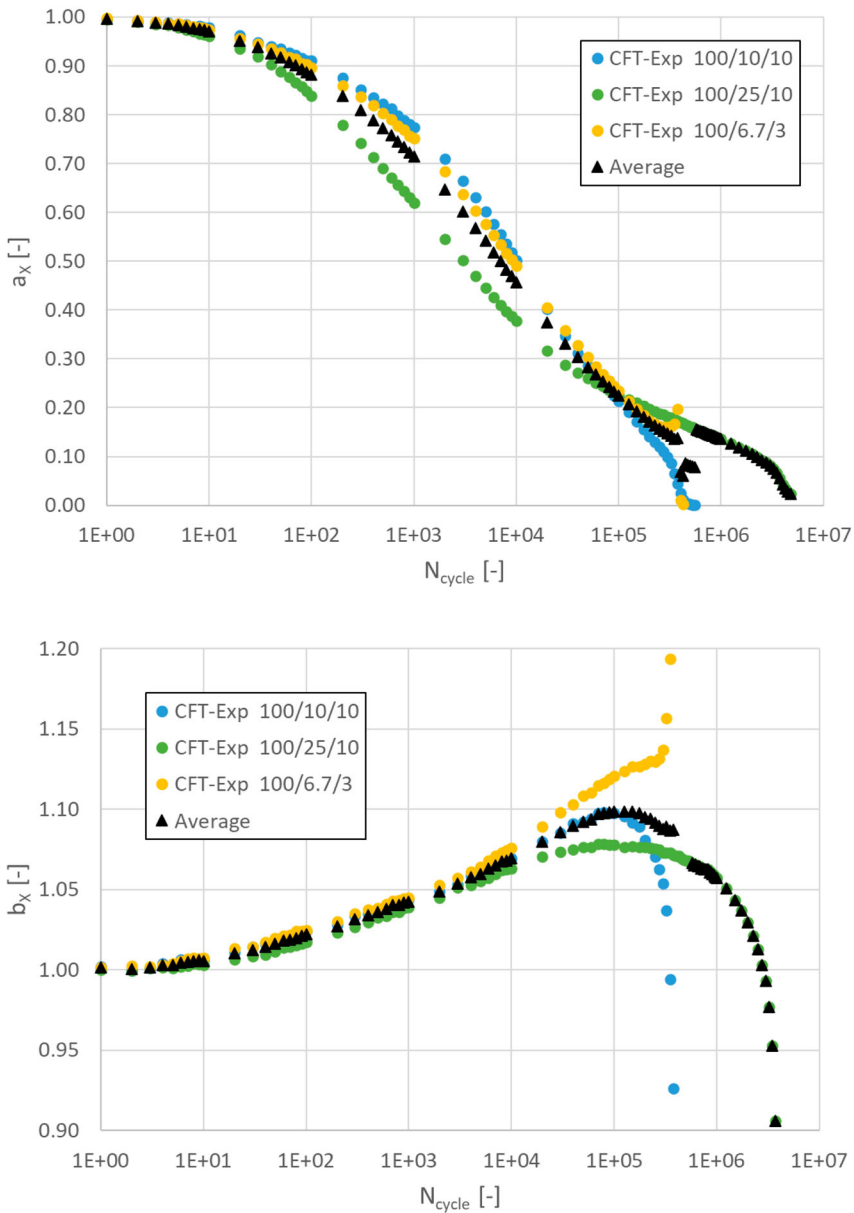 1.00
0.90
0.80
0.70
0.60
0.50
0.40
0.30
0.20
0.10
0.00
aX [-]
CFT-Exp 100/10/10
CFT-Exp 100/25/10
CFT-Exp 100/6.7/3
Average
1E+00 1E+01 1E+02 1E+03 1E+04 1E+05 1E+06 1E+07
Ncycle [-]
1.20
1.15
1.10
1.05
1.00
0.95
0.90
bX [-]
CFT-Exp 100/10/10
CFT-Exp 100/25/10
CFT-Exp 100/6.7/3
Average
1E+00 1E+01 1E+02 1E+03 1E+04 1E+05 1E+06 1E+07
Ncycle [-]